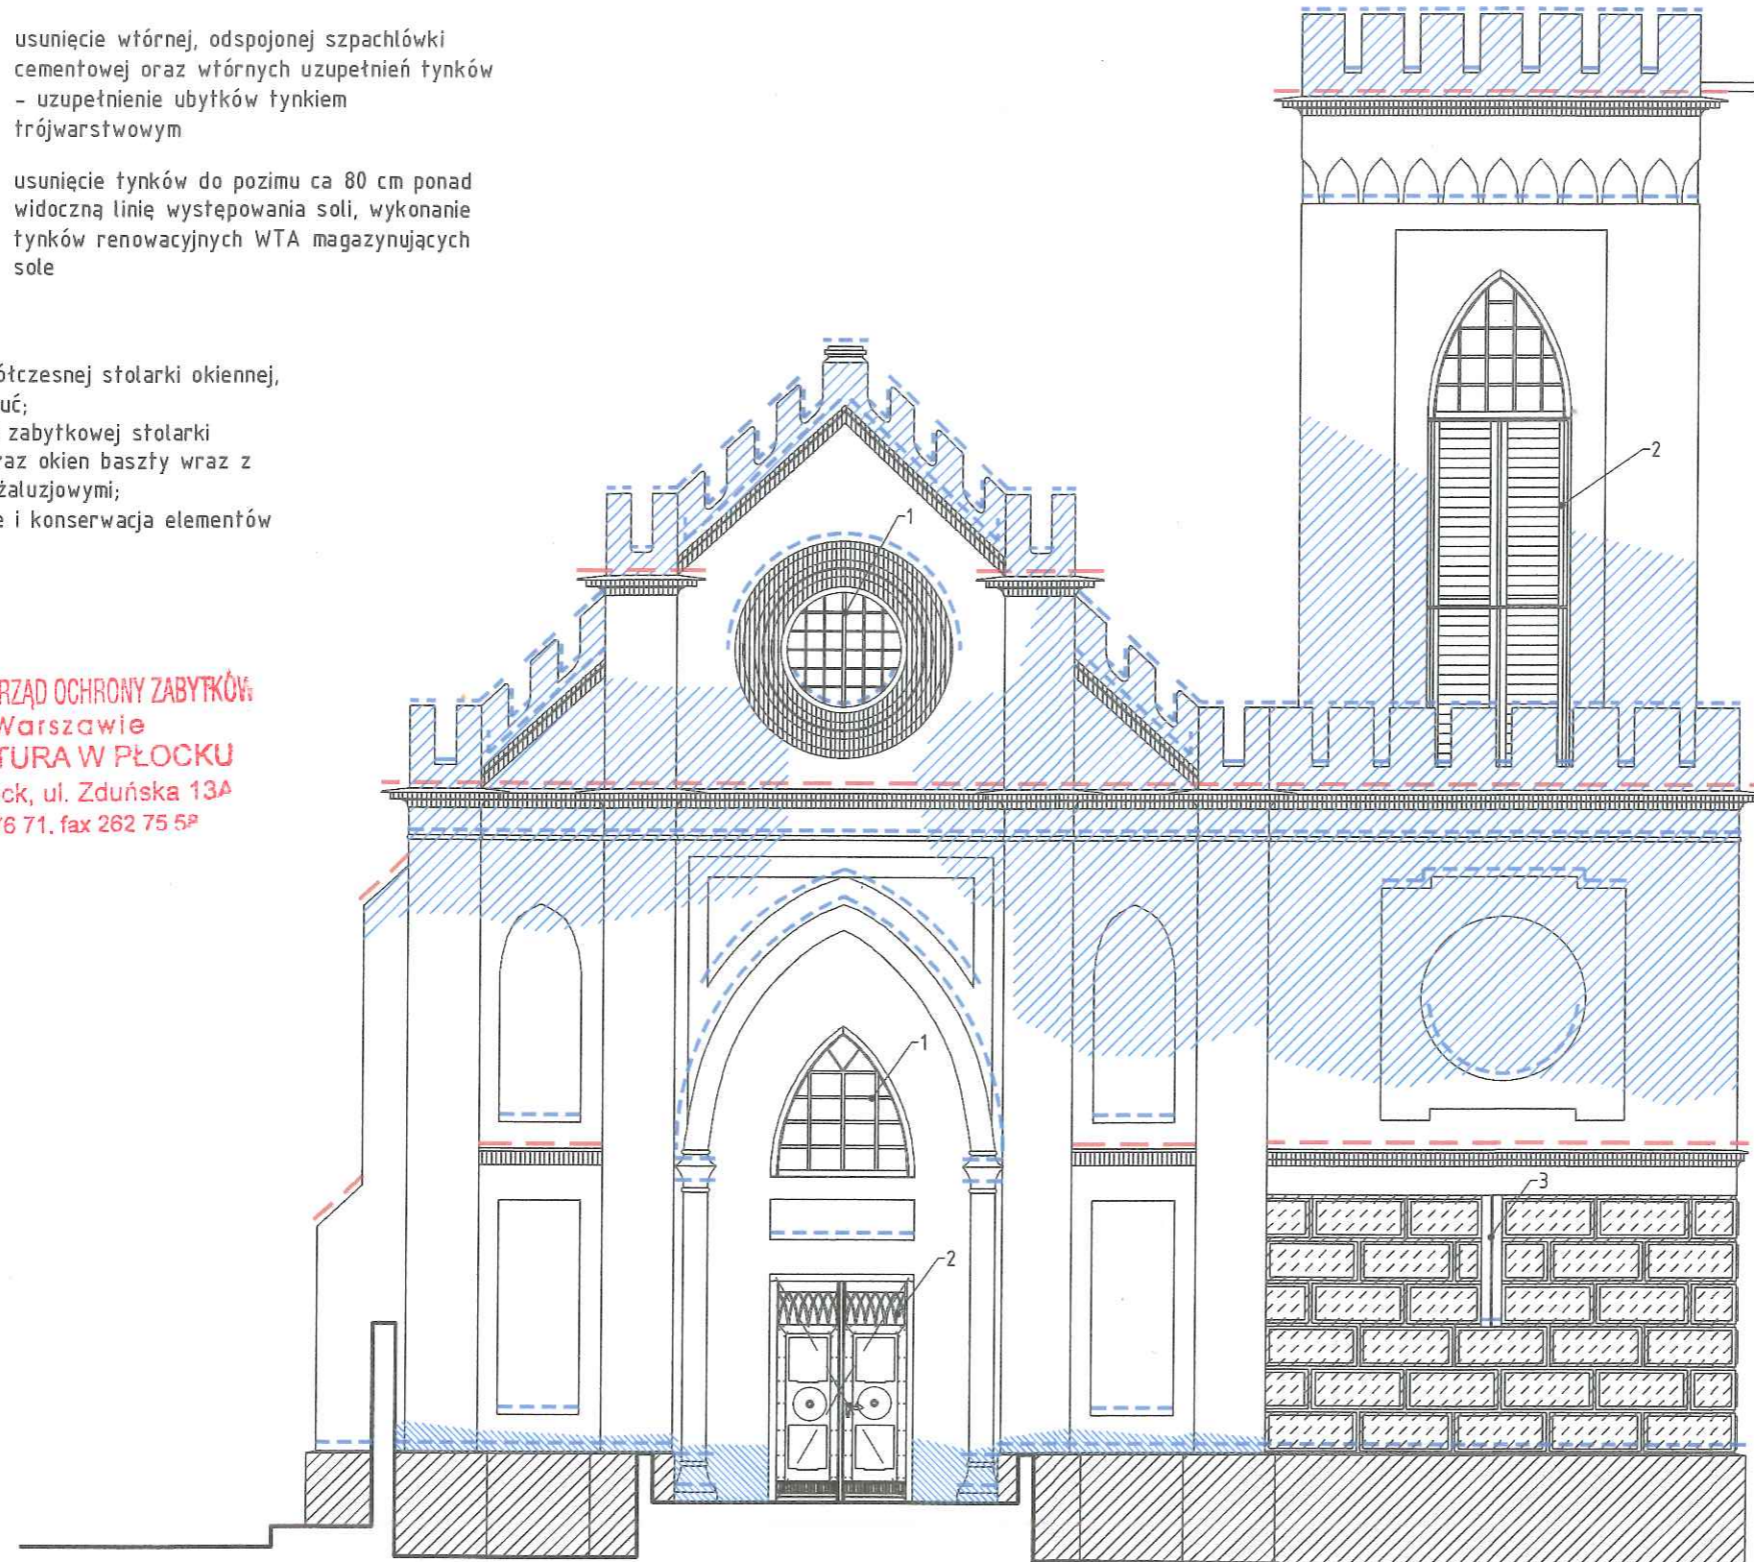 usunięcie wtórnej, odspojonej szpachlówki
cementowej oraz wtórnych uzupełnień tynków
- uzupełnienie ubytków tynkiem
trójwarstwowym
usunięcie tynków do pozimu ca 80 cm ponad
widoczną linię występowania soli, wykonanie
tynków renowacyjnych WTA magazynujących
sole
ółczesnej stolarki okiennej,
uć;
zabytkowej stolarki
raz okien baszty wraz z
żaluzjowymi;
e i konserwacja elementów
RZĄD OCHRONY ZABYTKÓW
Warszawie
TURA W PŁOCKU
ck, ul. Zduńska 13A
76 71, fax 262 75 58
2
1
1
3
2